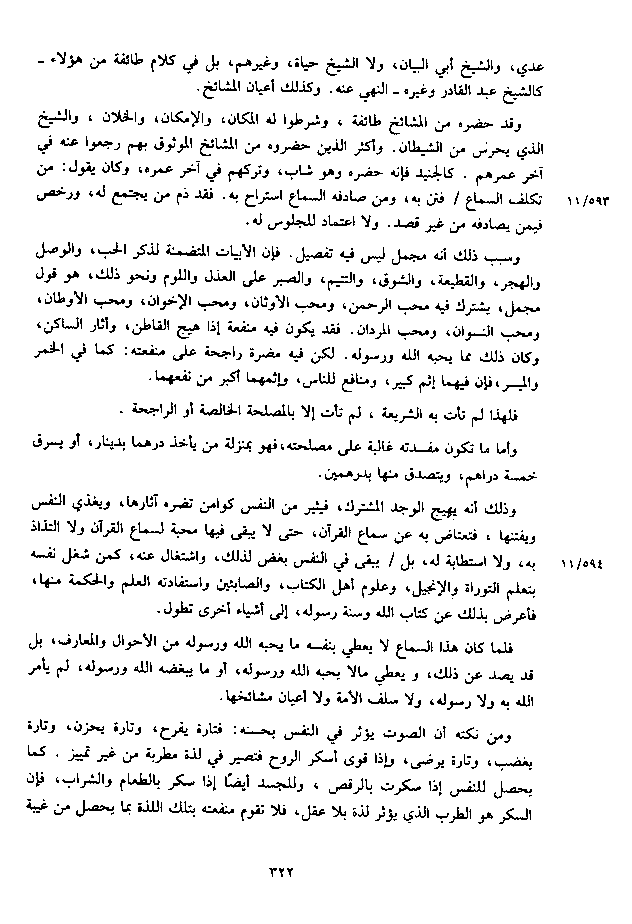 عدي، والشيخ أبي البيان، ولا الشيخ حياة، وغيرهم، بل في كلام طائفة من هؤلاء ـ
كالشيخ عبد القادر وغيره ـ النهي عنه. وكذلك أعيان المشائخ.
وقد حضره من المشائخ طائفة ، وشرطوا له المكان، والإمكان، والخلان ، والشيخ
الذي يحرس من الشيطان. وأكثر الذين حضروه من المشائخ الموثوق بهم رجعوا عنه في
آخر عمرهم . كالجنيد فإنه حضره وهو شاب، وتركهم في آخر عمره، وكان يقول: من
تكلف السماع / فتن به، ومن صادفه السماع استراح به. فقد ذم من يجتمع له، ورخص
١١/٥٩٣
فيمن يصادفه من غير قصد. ولا اعتماد للجلوس له.
وسبب ذلك أنه مجمل ليس فيه تفصيل. فإن الأبيات المتضمنة لذكر الحب، والوصل
والهجر، والقطيعة، والشوق، والتتيم، والصبر على العذل واللوم ونحو ذلك، هو قول
مجمل، يشترك فيه محب الرحمن، ومحب الأوثان، ومحب الإخوان، ومحب الأوطان،
ومحب النسوان، ومحب المردان. فقد يكون فيه منفعة إذا هيج القاطن، وأثار الساكن،
وكان ذلك مما يحبه الله ورسوله. لكن فيه مضرة راجحة على منفعته: كما في الخمر
والميسر، فإن فيهما إثم كبير، ومنافع للناس، وإثمهما أكبر من نفعهما.
فلهذا لم تأت به الشريعة ، لم تأت إلا بالمصلحة الخالصة أو الراجحة .
وأما ما تكون مفسدته غالبة على مصلحته، فهو بمنزلة من يأخذ درهما بدينار، أو يسرق
خمسة دراهم، ويتصدق منها بدرهمين.
وذلك أنه يهيج الوجد المشترك، فيثير من النفس كوامن تضره آثارها، ويغذي النفس
ويفتنها ، فتعتاض به عن سماع القرآن، حتى لا يبقى فيها محبة لسماع القرآن ولا التذاذ
به، ولا استطابة له، بل / يبقى في النفس بغض لذلك، واشتغال عنه، كمن شغل نفسه
١١/٥٩٤
بتعلم التوراة والإنجيل، وعلوم أهل الكتاب، والصابئين واستفادته العلم والحكمة منها،
فأعرض بذلك عن كتاب الله وسنة رسوله، إلى أشياء أخرى تطول.
فلما كان هذا السماع لا يعطي بنفسه ما يحبه الله ورسوله من الأحوال والمعارف، بل
قد يصد عن ذلك، و يعطي مالا يحبه الله ورسوله، أو ما يبغضه الله ورسوله، لم يأمر
الله به ولا رسوله، ولا سلف الأمة ولا أعيان مشائخها.
ومن نكته أن الصوت يؤثر في النفس بحسنه: فتارة يفرح، وتارة يحزن، وتارة
يغضب، وتارة يرضى، وإذا قوى أسكر الروح فتصير في لذة مطربة من غير تمييز . كما
يحصل للنفس إذا سكرت بالرقص ، وللجسد أيضًا إذا سكر بالطعام والشراب، فإن
السكر هو الطرب الذي يؤثر لذة بلا عقل، فلا تقوم منفعته بتلك اللذة بما يحصل من غيبة
٣٢٢